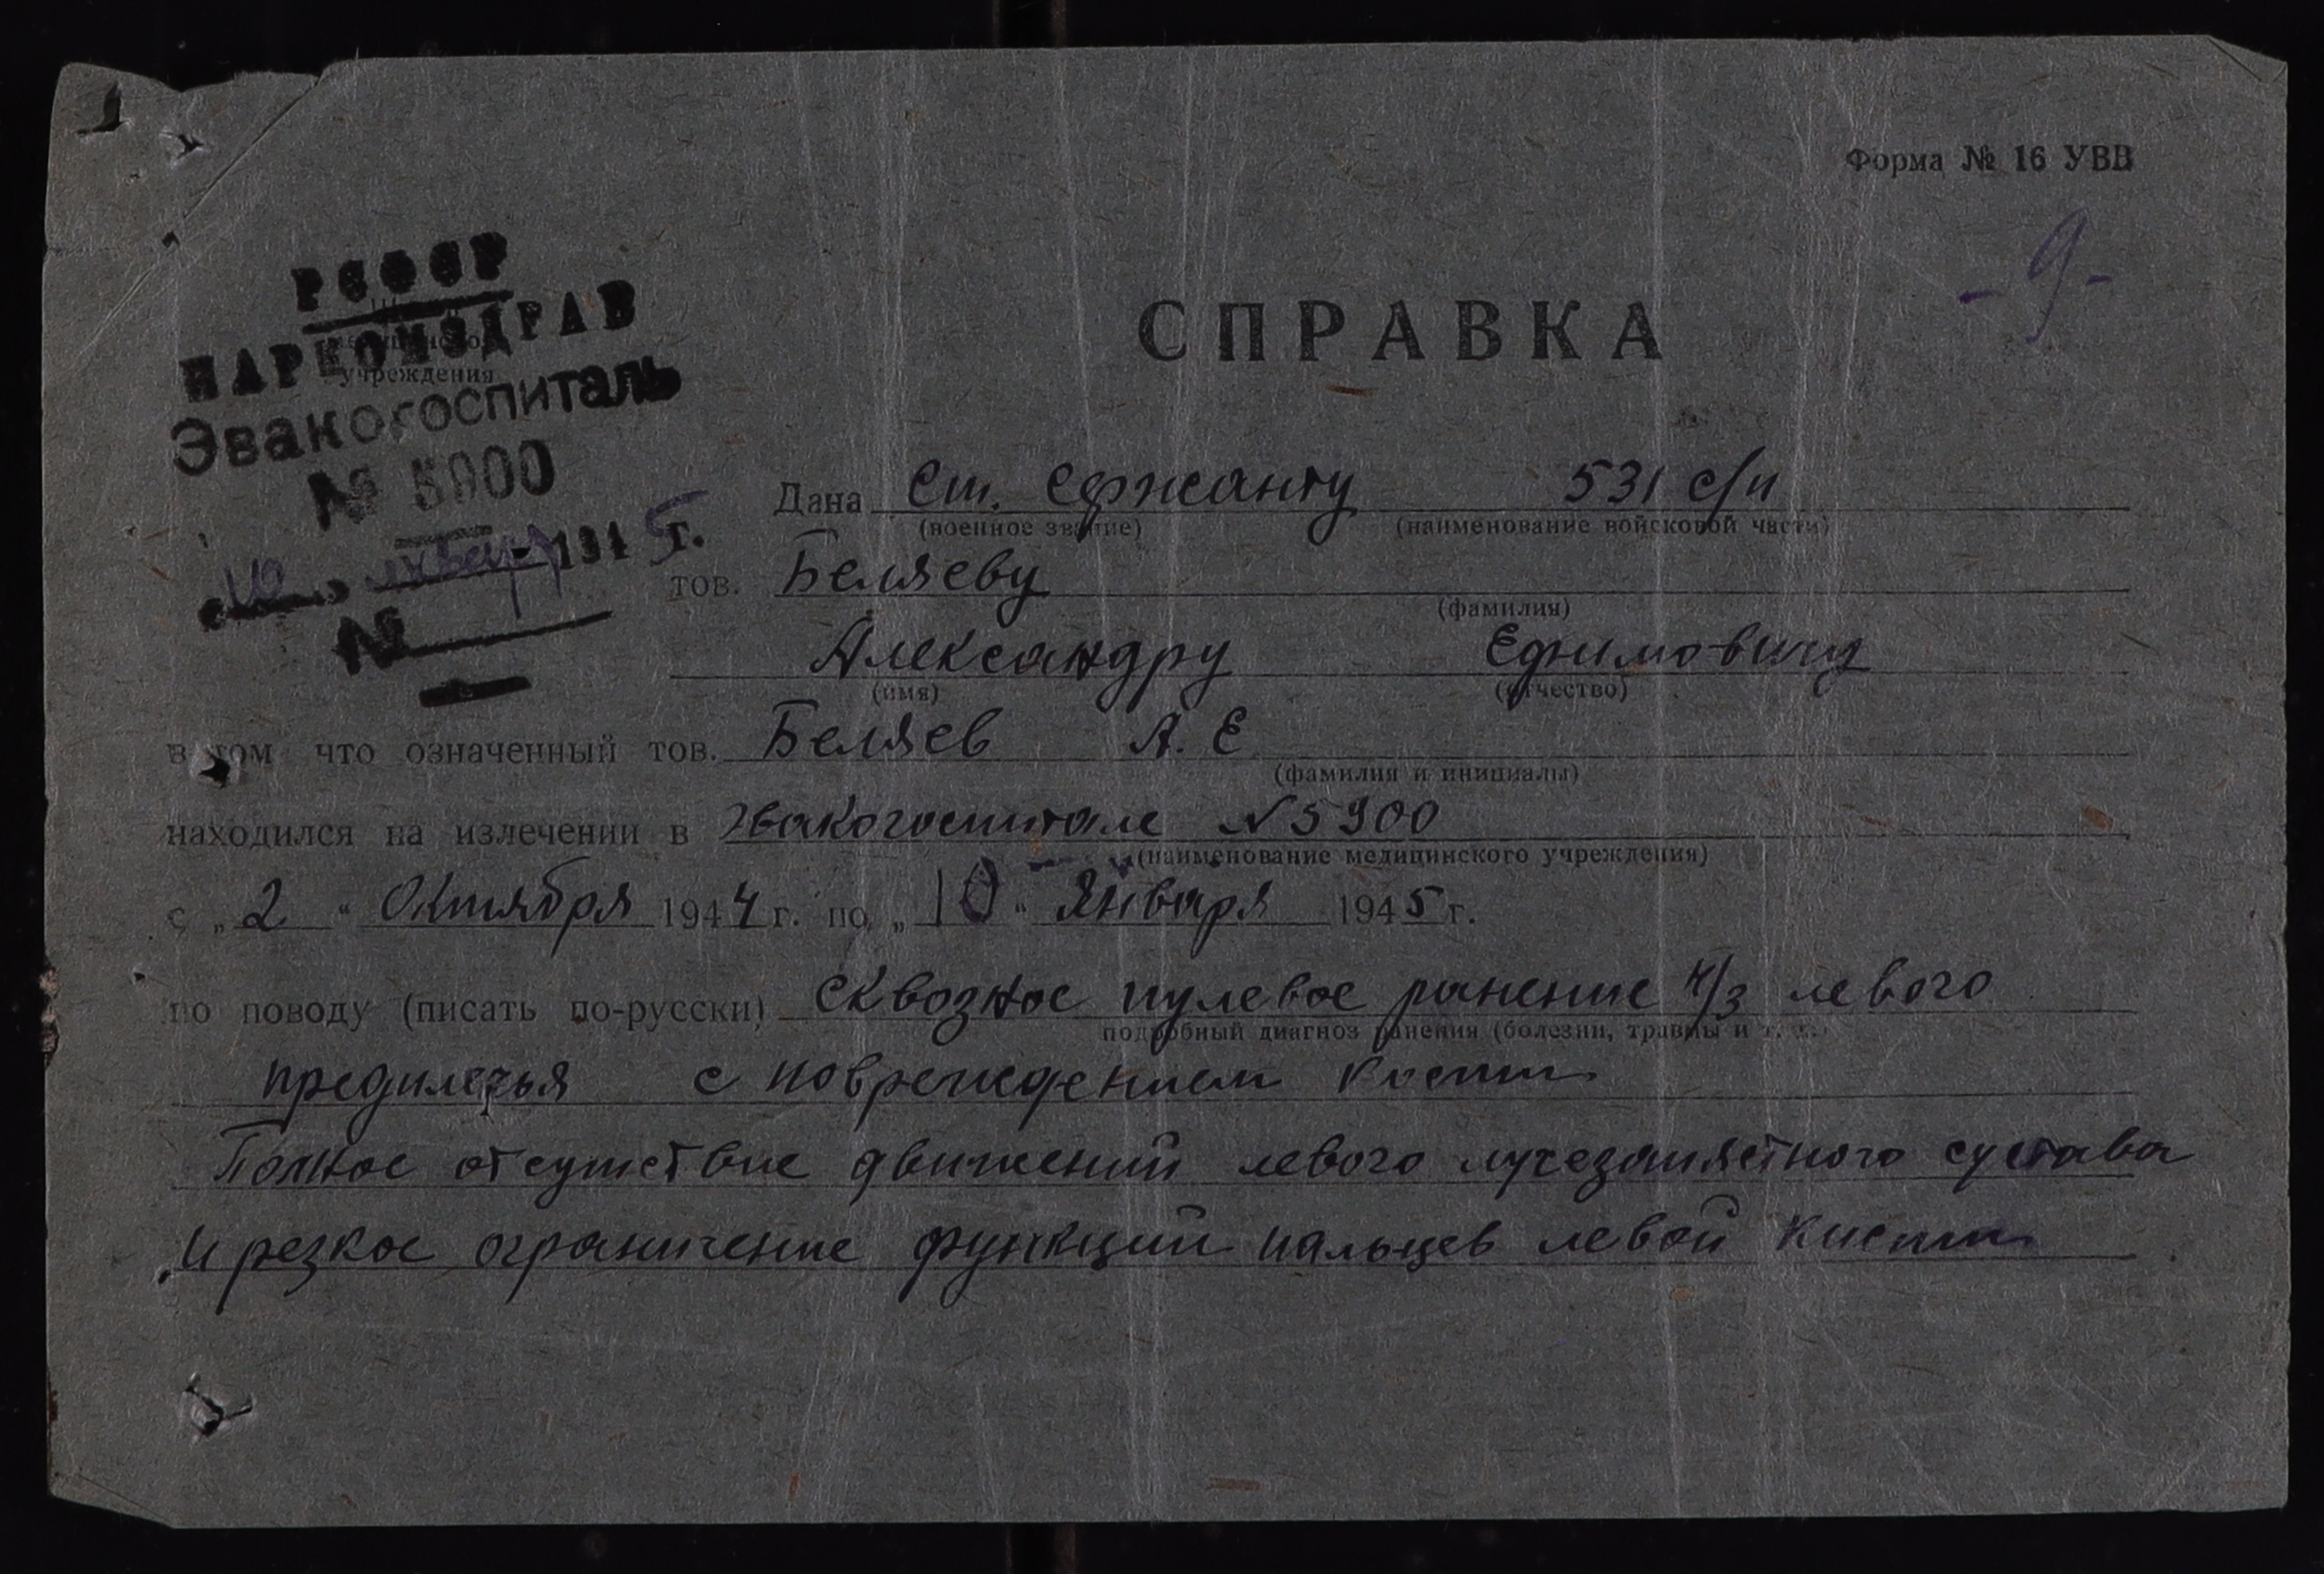 Форма № 16 УВВ
- 9 -
РСФСР
НАРКОМЗДРАВ
учреждения
Эвакогоспиталь
№ 5900
"10" января 1945 г.
№
СПРАВКА
Дана Ст. Сержанту 531 с/п
(военное звание) (наименование войсковой части)
тов. Беляеву
(фамилия)
Александру Ефимовичу
(имя) (отчество)
в том что означенный тов. Беляев А. Е
(фамилия и инициалы)
находился на излечении в эвакогоспитале N 5900
(наименование медицинского учреждения)
с „2“ Октября 1944 г. по „10“ Января 1945 г.
по поводу (писать по-русски) сквозное пулевое ранение н/з левого
подробный диагноз ранения (болезни, травмы и т. п.
предплечья с повреждением кости
Полное отсутствие движений левого лучезапястного сустава
и резкое ограничение функций пальцев левой кисти